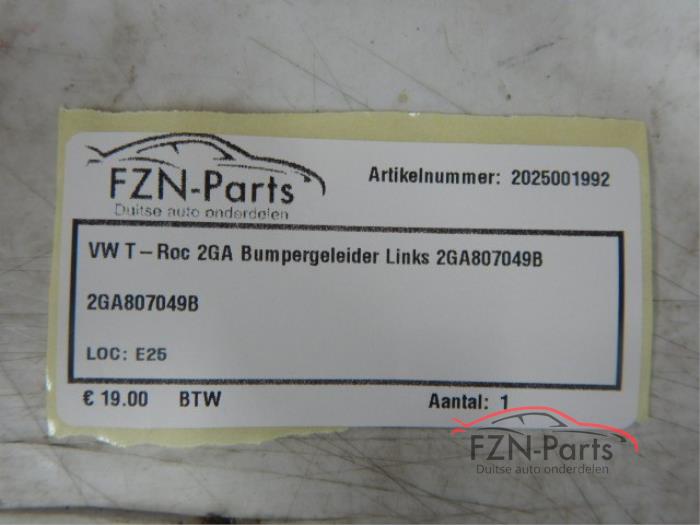 FZN-Parts
Duitse auto onderdelen
Artikelnummer: 2025001992
VW T-Roc 2GA Bumpergeleider Links 2GA807049B
2GA807049B
LOC: E25
€ 19.00 BTW
Aantal: 1
FZN-Parts
Duitse auto onderdelen